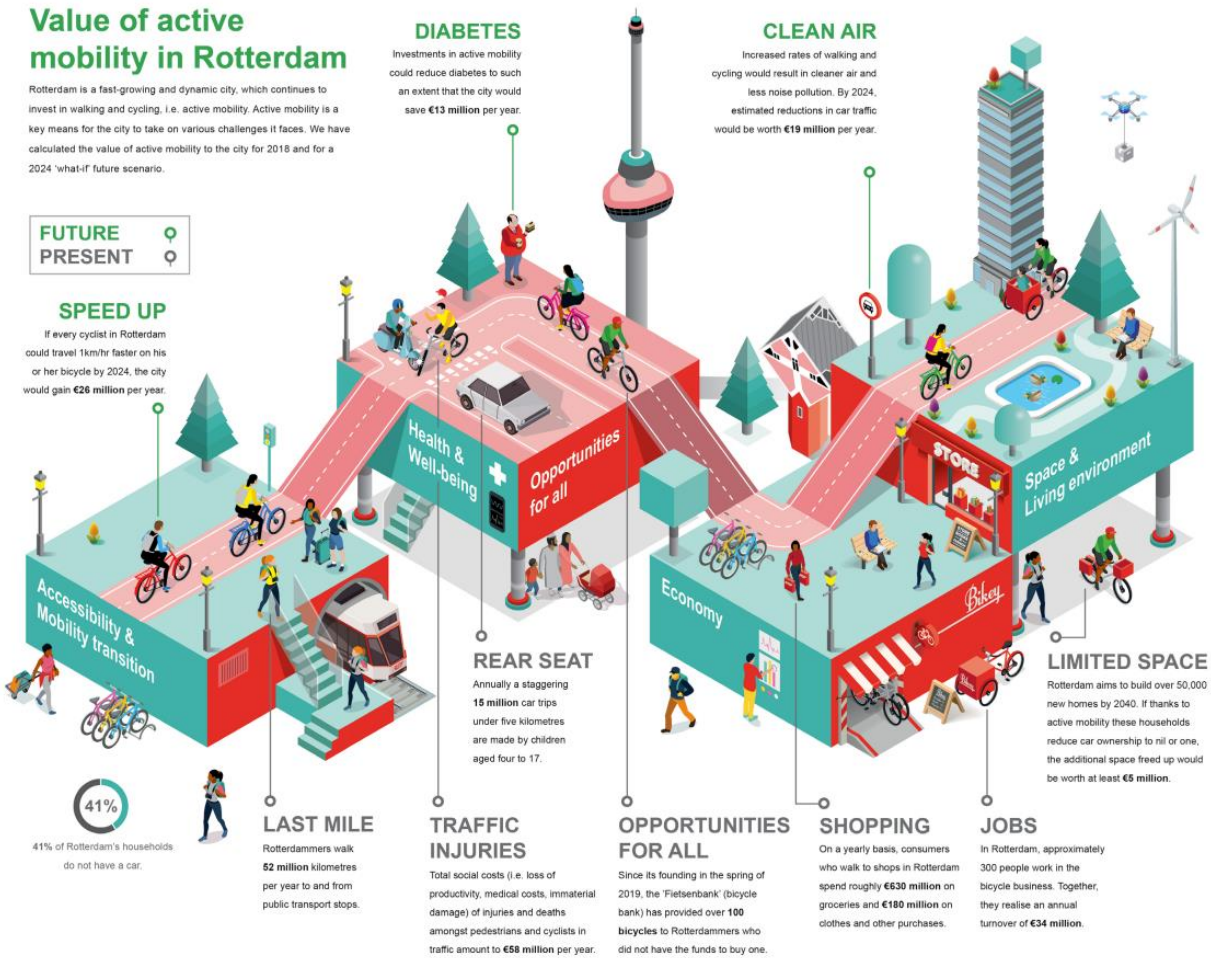 Value of active
mobility in Rotterdam
Rotterdam is a fast-growing and dynamic city, which continues to
invest in walking and cycling, i.e. active mobility. Active mobility is a
key means for the city to take on various challenges it faces. We have
calculated the value of active mobility to the city for 2018 and for a
2024 'what-if' future scenario.
FUTURE
PRESENT
DIABETES
Investments in active mobility
could reduce diabetes to such
an extent that the city would
save €13 million per year.
CLEAN AIR
Increased rates of walking and
cycling would result in cleaner air and
less noise pollution. By 2024,
estimated reductions in car traffic
would be worth €19 million per year.
SPEED UP
If every cyclist in Rotterdam
could travel 1km/hr faster on his
or her bicycle by 2024, the city
would gain €26 million per year.
Health &
Well-being
Opportunities
for all
STORE
Space &
Living environment
Accessibility &
Mobility transition
Economy
Bikey
REAR SEAT
Annually a staggering
15 million car trips
under five kilometres
are made by children
aged four to 17.
LIMITED SPACE
Rotterdam aims to build over 50,000
new homes by 2040. If thanks to
active mobility these households
reduce car ownership to nil or one,
the additional space freed up would
be worth at least €5 million.
41%
41% of Rotterdam's households
do not have a car.
LAST MILE
Rotterdammers walk
52 million kilometres
per year to and from
public transport stops.
TRAFFIC
INJURIES
Total social costs (i.e. loss of
productivity, medical costs, immaterial
damage) of injuries and deaths
amongst pedestrians and cyclists in
traffic amount to €58 million per year.
OPPORTUNITIES
FOR ALL
Since its founding in the spring of
2019, the 'Fietsenbank' (bicycle
bank) has provided over 100
bicycles to Rotterdammers who
did not have the funds to buy one.
SHOPPING
On a yearly basis, consumers
who walk to shops in Rotterdam
spend roughly €630 million on
groceries and €180 million on
clothes and other purchases.
JOBS
In Rotterdam, approximately
300 people work in the
bicycle business. Together,
they realise an annual
turnover of €34 million.